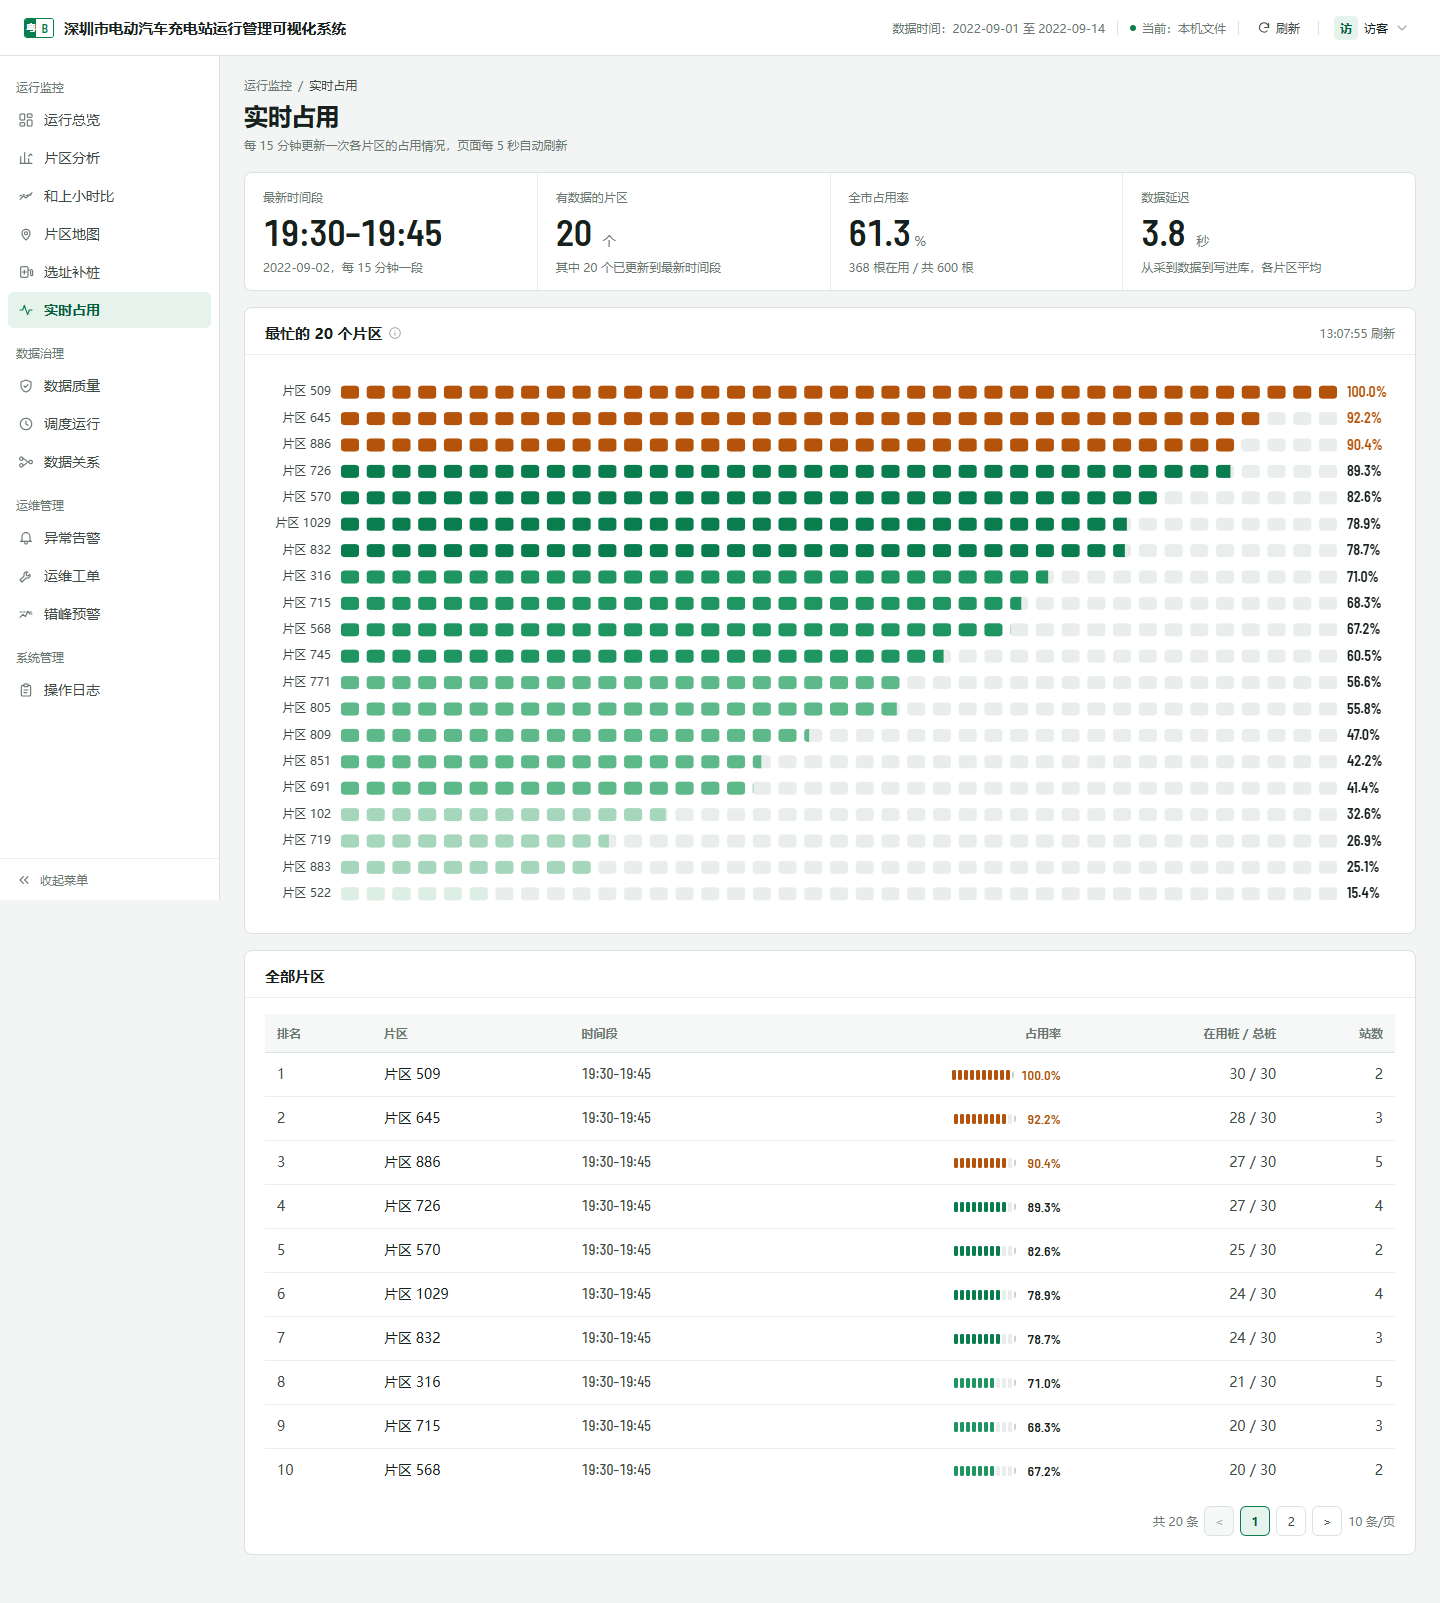 粤 B 深圳市电动汽车充电站运行管理可视化系统 数据时间：2022-09-01 至 2022-09-14 当前：本机文件 刷新 访 访客
运行监控
运行总览
片区分析
和上小时比
片区地图
选址补桩
实时占用
数据治理
数据质量
调度运行
数据关系
运维管理
异常告警
运维工单
错峰预警
系统管理
操作日志
收起菜单
运行监控 / 实时占用
实时占用
每 15 分钟更新一次各片区的占用情况，页面每 5 秒自动刷新
最新时间段
19:30-19:45
2022-09-02，每 15 分钟一段
有数据的片区
20 个
其中 20 个已更新到最新时间段
全市占用率
61.3 %
368 根在用 / 共 600 根
数据延迟
3.8 秒
从采到数据到写进库，各片区平均
最忙的 20 个片区 13:07:55 刷新
片区 509 100.0%
片区 645 92.2%
片区 886 90.4%
片区 726 89.3%
片区 570 82.6%
片区 1029 78.9%
片区 832 78.7%
片区 316 71.0%
片区 715 68.3%
片区 568 67.2%
片区 745 60.5%
片区 771 56.6%
片区 805 55.8%
片区 809 47.0%
片区 851 42.2%
片区 691 41.4%
片区 102 32.6%
片区 719 26.9%
片区 883 25.1%
片区 522 15.4%
全部片区
排名 片区 时间段 占用率 在用桩 / 总桩 站数
1 片区 509 19:30-19:45 100.0% 30 / 30 2
2 片区 645 19:30-19:45 92.2% 28 / 30 3
3 片区 886 19:30-19:45 90.4% 27 / 30 5
4 片区 726 19:30-19:45 89.3% 27 / 30 4
5 片区 570 19:30-19:45 82.6% 25 / 30 2
6 片区 1029 19:30-19:45 78.9% 24 / 30 4
7 片区 832 19:30-19:45 78.7% 24 / 30 3
8 片区 316 19:30-19:45 71.0% 21 / 30 5
9 片区 715 19:30-19:45 68.3% 20 / 30 3
10 片区 568 19:30-19:45 67.2% 20 / 30 2
共 20 条 < 1 2 > 10 条/页